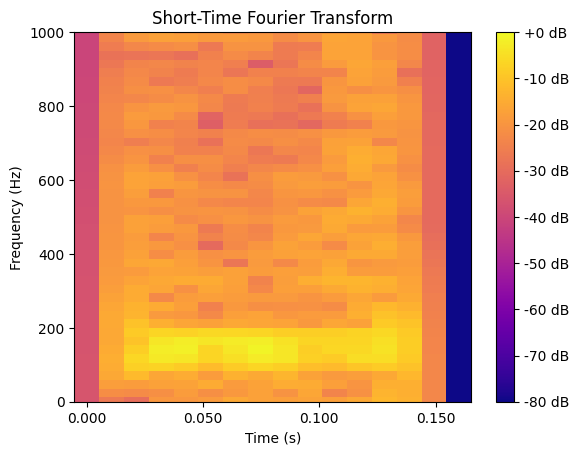 Short-Time Fourier Transform
1000
800
600
400
200
0
Frequency (Hz)
0.000
0.050
0.100
0.150
Time (s)
+0 dB
-10 dB
-20 dB
-30 dB
-40 dB
-50 dB
-60 dB
-70 dB
-80 dB